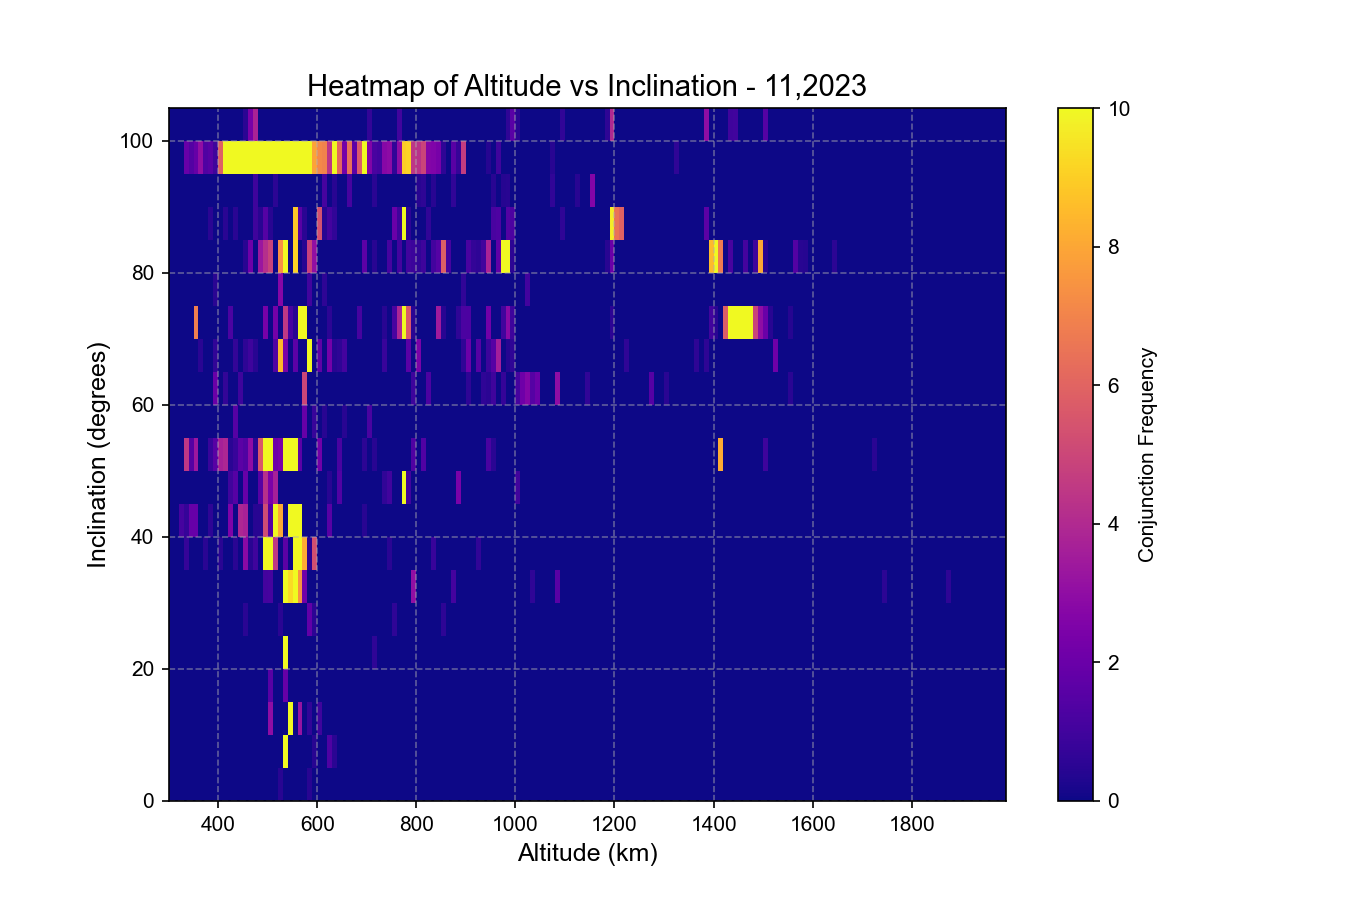 Heatmap of Altitude vs Inclination - 11,2023
100
80
60
40
20
0
Inclination (degrees)
400 600 800 1000 1200 1400 1600 1800
Altitude (km)
10
8
6
4
2
0
Conjunction Frequency